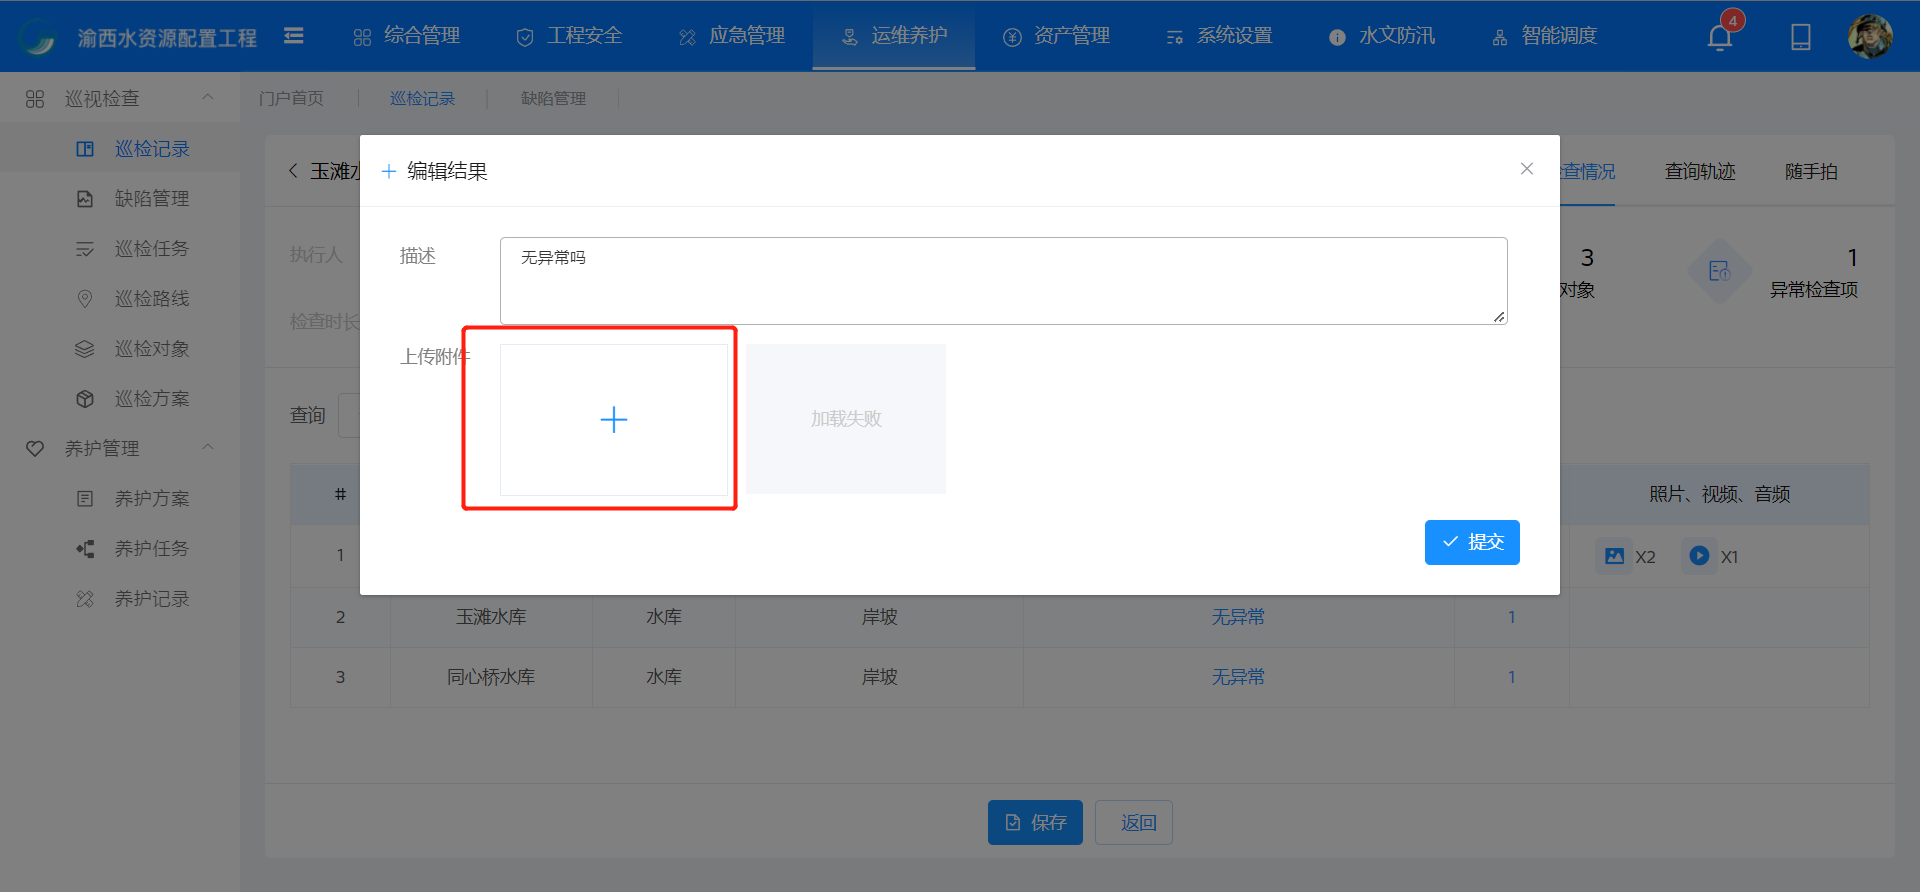 渝西水资源配置工程
综合管理
工程安全
应急管理
运维养护
资产管理
系统设置
水文防汛
智能调度
4
巡视检查
巡检记录
缺陷管理
巡检任务
巡检路线
巡检对象
巡检方案
养护管理
养护方案
养护任务
养护记录
门户首页
巡检记录
缺陷管理
玉滩水
查情况
查询轨迹
随手拍
编辑结果
执行人
检查时长
3
对象
1
异常检查项
描述
无异常吗
上传附件
加载失败
提交
查询
#
照片、视频、音频
1
X2
X1
2
玉滩水库
水库
岸坡
无异常
1
3
同心桥水库
水库
岸坡
无异常
1
保存
返回